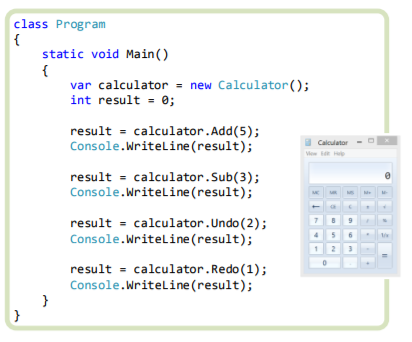 class Program
{
static void Main()
{
var calculator = new Calculator();
int result = 0;
result = calculator.Add(5);
Console.WriteLine(result);
result = calculator.Sub(3);
Console.WriteLine(result);
result = calculator.Undo(2);
Console.WriteLine(result);
result = calculator.Redo(1);
Console.WriteLine(result);
}
}
Calculator
View Edit Help
0
MC MR MS M+ M-
← CE C ±
7 8 9 / %
4 5 6 * 1/x
1 2 3 - =
0 . +